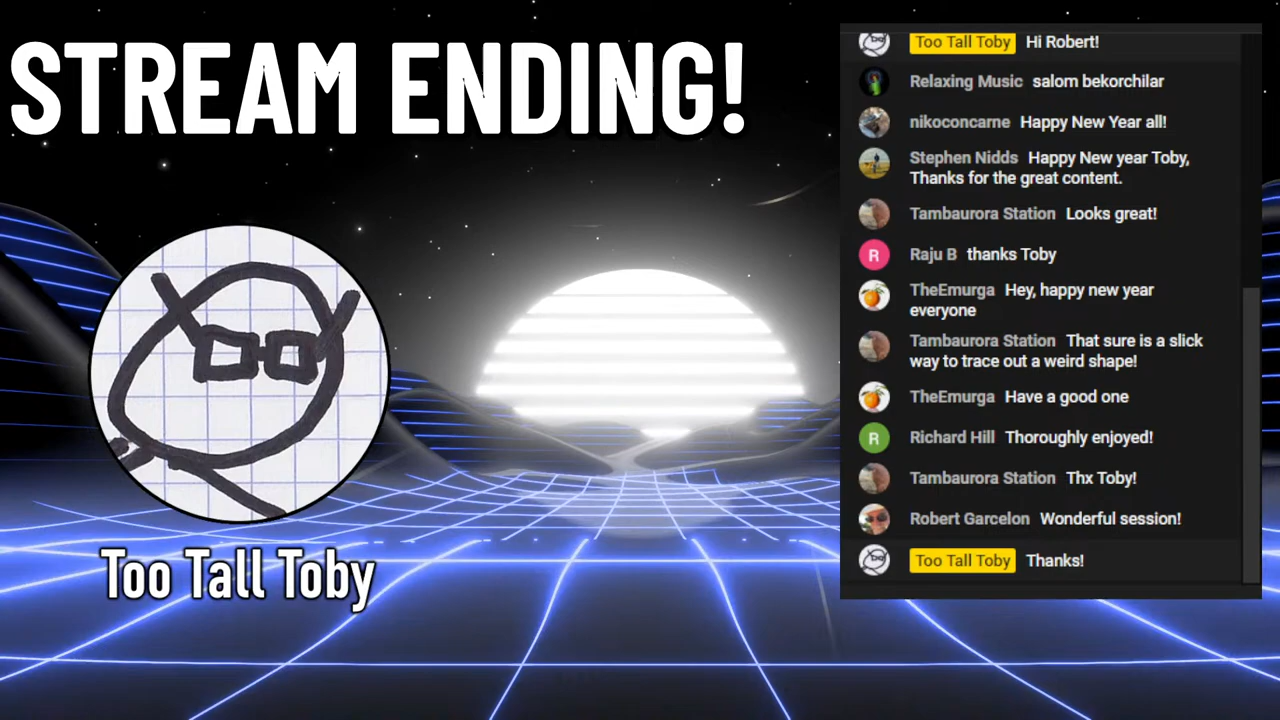 STREAM ENDING!
Too Tall Toby
Too Tall Toby Hi Robert!
Relaxing Music salom bekorchilar
nikoconcarne Happy New Year all!
Stephen Nidds Happy New year Toby,
Thanks for the great content.
Tambaurora Station Looks great!
R Raju B thanks Toby
TheEmurga Hey, happy new year
everyone
Tambaurora Station That sure is a slick
way to trace out a weird shape!
TheEmurga Have a good one
R Richard Hill Thoroughly enjoyed!
Tambaurora Station Thx Toby!
Robert Garcelon Wonderful session!
Too Tall Toby Thanks!